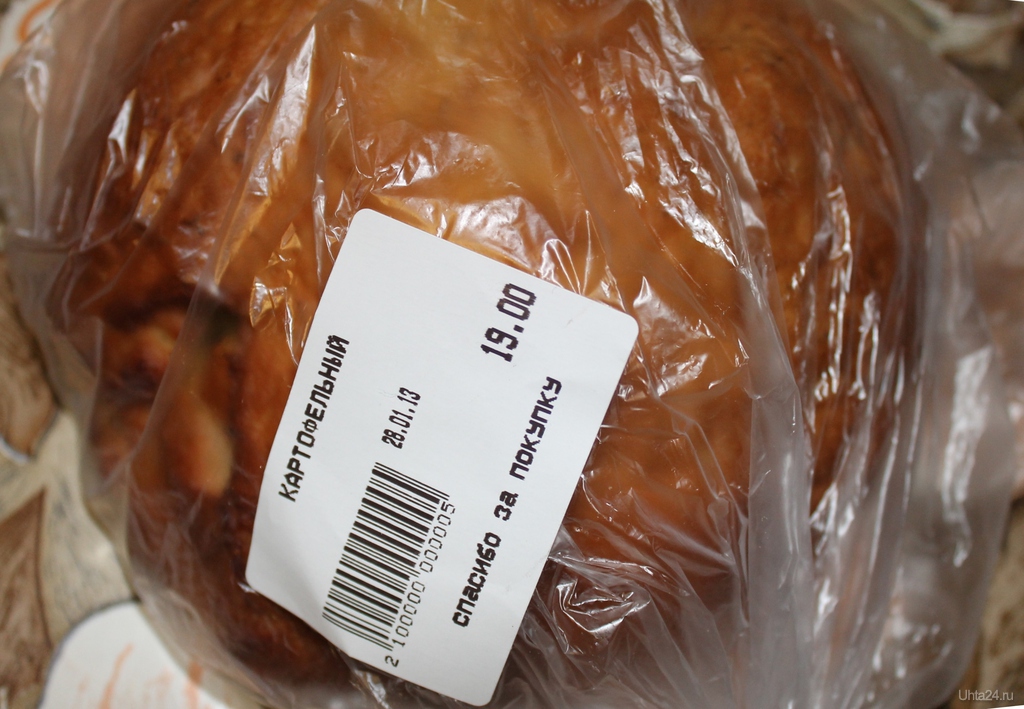 КАРТОФЕЛЬНЫЙ
28.01.13
19.00
2 100000 000005
спасибо за покупку
Uhta24.ru